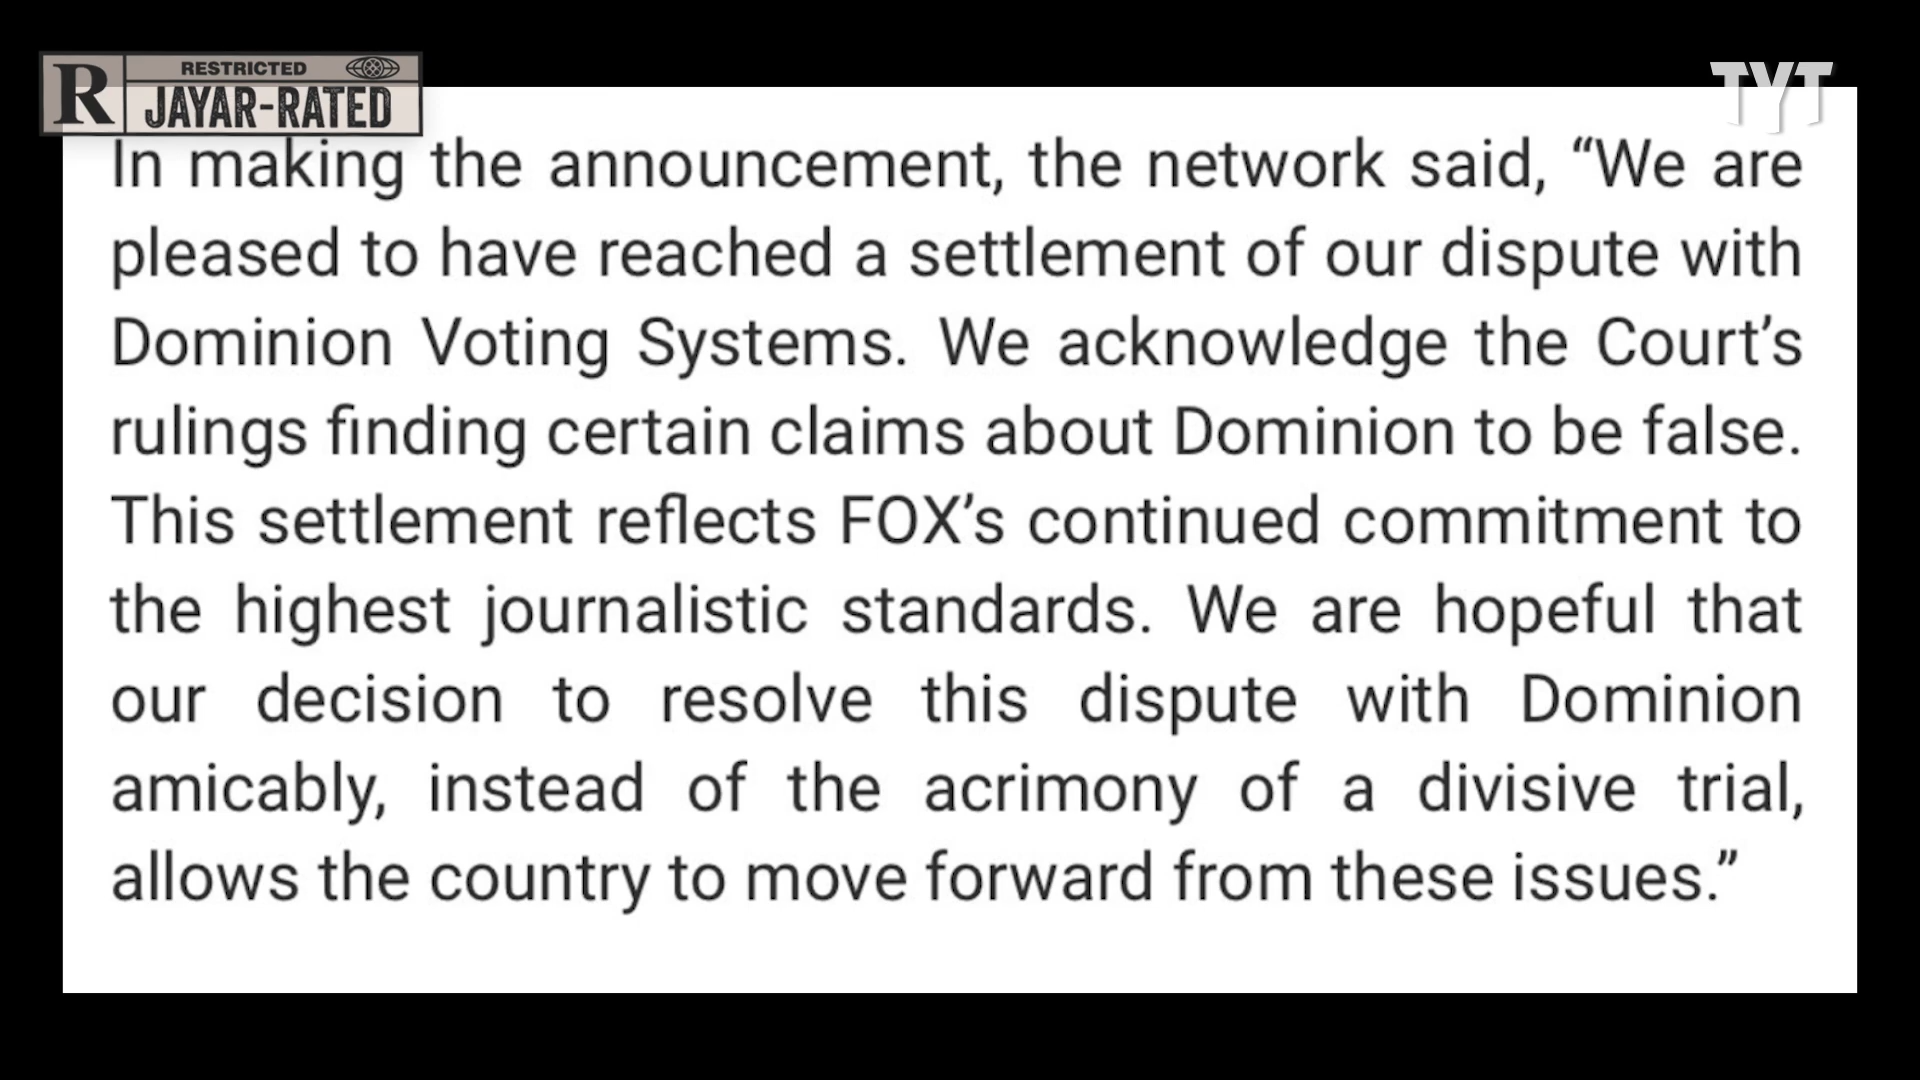 R
RESTRICTED
JAYAR-RATED
TYT
In making the announcement, the network said, “We are
pleased to have reached a settlement of our dispute with
Dominion Voting Systems. We acknowledge the Court’s
rulings finding certain claims about Dominion to be false.
This settlement reflects FOX’s continued commitment to
the highest journalistic standards. We are hopeful that
our decision to resolve this dispute with Dominion
amicably, instead of the acrimony of a divisive trial,
allows the country to move forward from these issues.”